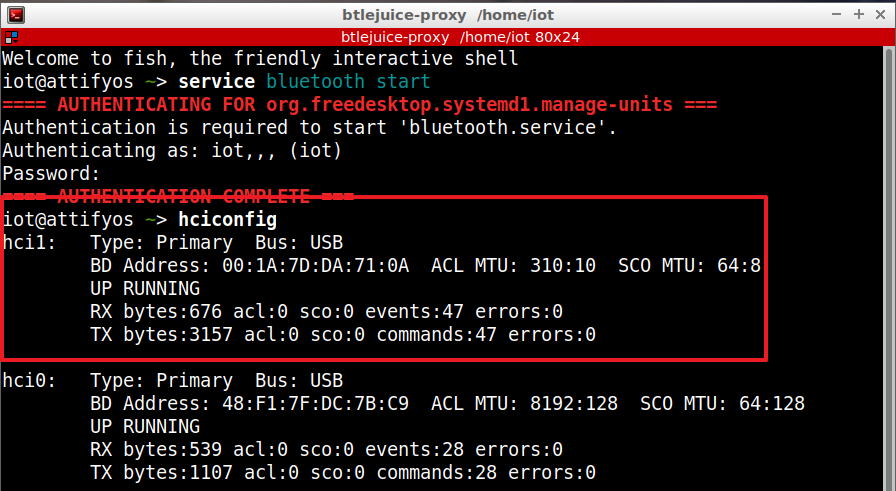 btlejuice-proxy /home/iot
btlejuice-proxy /home/iot 80x24
Welcome to fish, the friendly interactive shell
iot@attifyos ~> service bluetooth start
==== AUTHENTICATING FOR org.freedesktop.systemd1.manage-units ===
Authentication is required to start 'bluetooth.service'.
Authenticating as: iot,,, (iot)
Password:
==== AUTHENTICATION COMPLETE ===
iot@attifyos ~> hciconfig
hci1:   Type: Primary  Bus: USB
        BD Address: 00:1A:7D:DA:71:0A  ACL MTU: 310:10  SCO MTU: 64:8
        UP RUNNING
        RX bytes:676 acl:0 sco:0 events:47 errors:0
        TX bytes:3157 acl:0 sco:0 commands:47 errors:0
hci0:   Type: Primary  Bus: USB
        BD Address: 48:F1:7F:DC:7B:C9  ACL MTU: 8192:128  SCO MTU: 64:128
        UP RUNNING
        RX bytes:539 acl:0 sco:0 events:28 errors:0
        TX bytes:1107 acl:0 sco:0 commands:28 errors:0